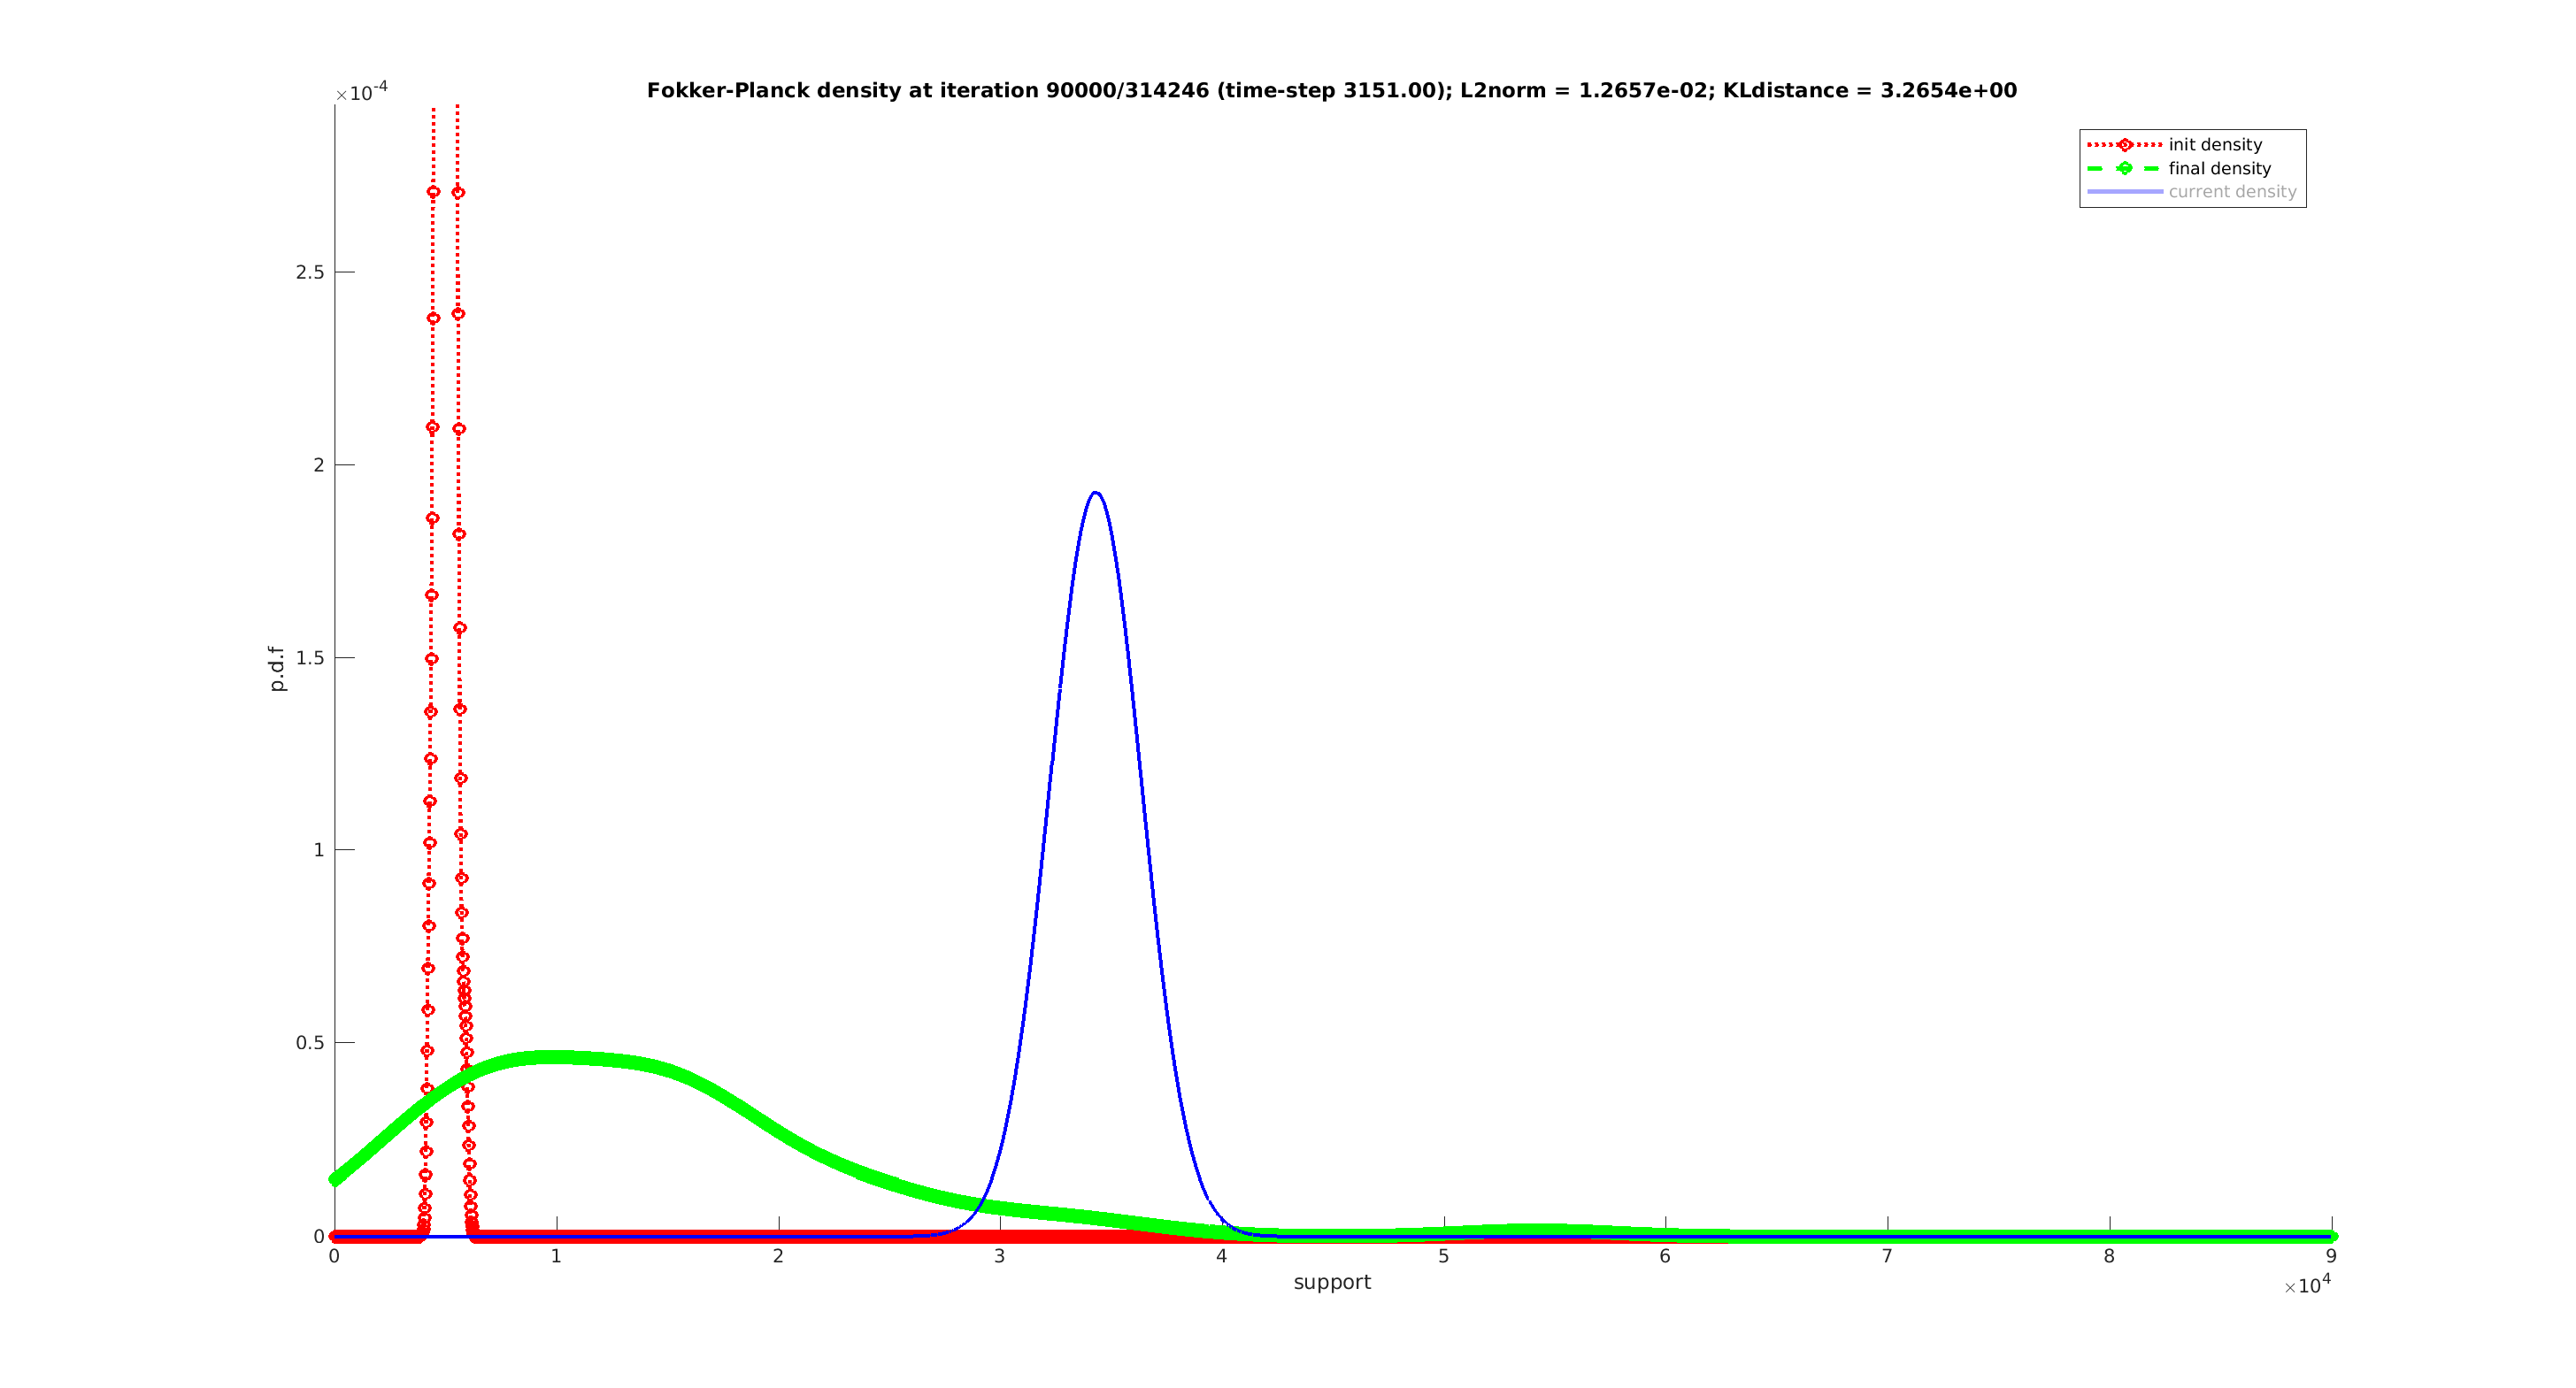 Fokker-Planck density at iteration 90000/314246 (time-step 3151.00); L2norm = 1.2657e-02; KLdistance = 3.2654e+00
×10⁻⁴
init density
final density
current density
2.5
2
1.5
1
0.5
0
p.d.f
0 1 2 3 4 5 6 7 8 9
support
×10⁴